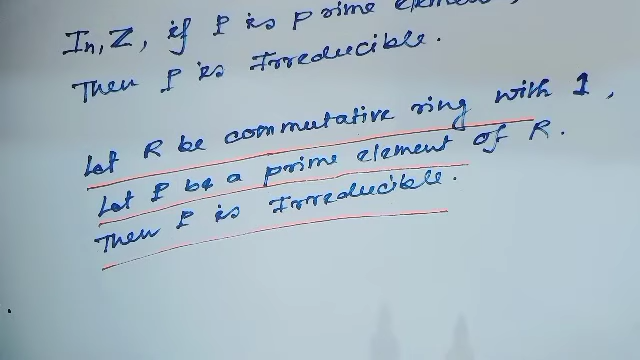 In, Z, if P is prime element,
Then P is Irreducible.
Let R be commutative ring with 1,
Let P be a prime element of R.
Then P is Irreducible.